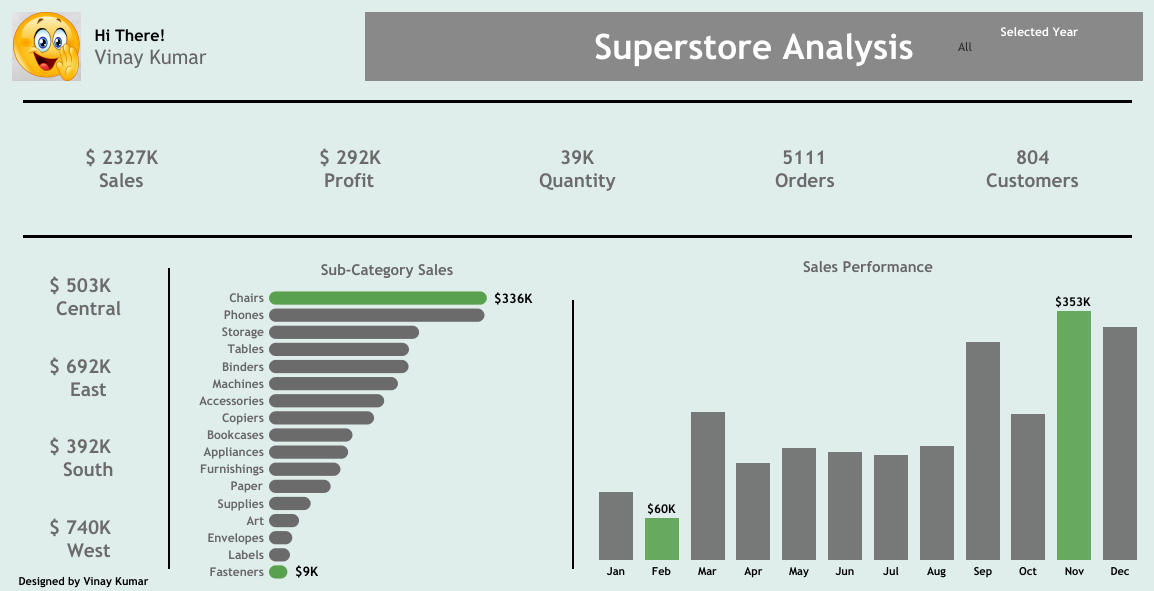 Hi There!
Vinay Kumar
Superstore Analysis
Selected Year
All
$ 2327K
Sales
$ 292K
Profit
39K
Quantity
5111
Orders
804
Customers
$ 503K
Central
$ 692K
East
$ 392K
South
$ 740K
West
Designed by Vinay Kumar
Sub-Category Sales
Chairs $336K
Phones
Storage
Tables
Binders
Machines
Accessories
Copiers
Bookcases
Appliances
Furnishings
Paper
Supplies
Art
Envelopes
Labels
Fasteners $9K
Sales Performance
$353K
$60K
Jan Feb Mar Apr May Jun Jul Aug Sep Oct Nov Dec